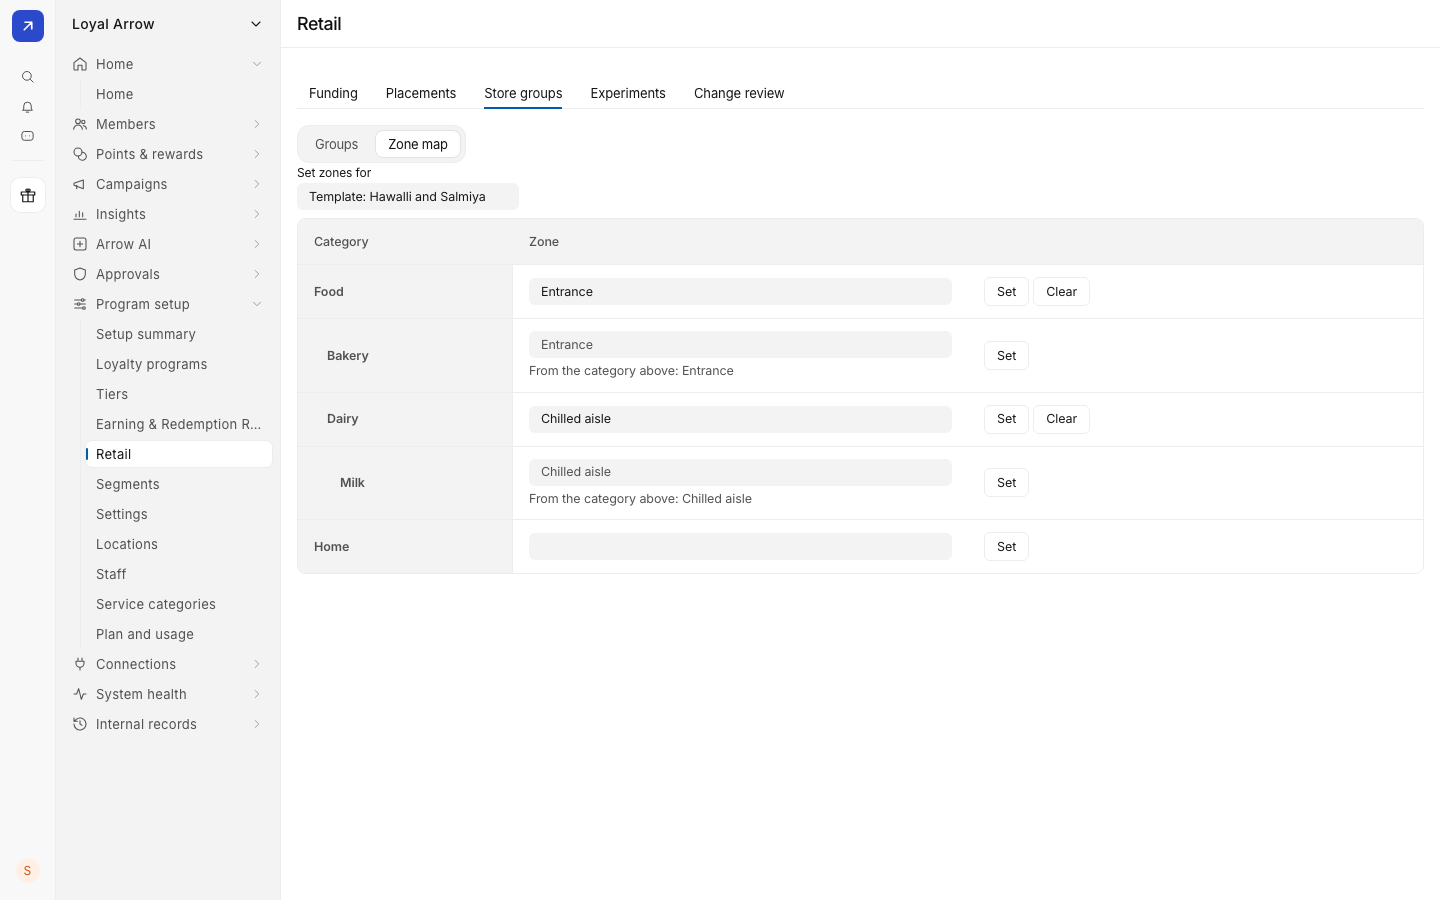 Loyal Arrow
Home
Home
Members
Points & rewards
Campaigns
Insights
Arrow AI
Approvals
Program setup
Setup summary
Loyalty programs
Tiers
Earning & Redemption R...
Retail
Segments
Settings
Locations
Staff
Service categories
Plan and usage
Connections
System health
Internal records
S
Retail
Funding Placements Store groups Experiments Change review
Groups Zone map
Set zones for
Template: Hawalli and Salmiya
Category Zone
Food Entrance Set Clear
Bakery Entrance Set
From the category above: Entrance
Dairy Chilled aisle Set Clear
Milk Chilled aisle Set
From the category above: Chilled aisle
Home Set